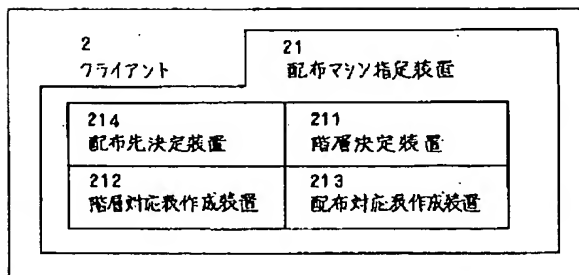 2
クライアント
21
配布マシン指定装置
214
配布先決定装置
211
階層決定装置
212
階層対応表作成装置
213
配布対応表作成装置